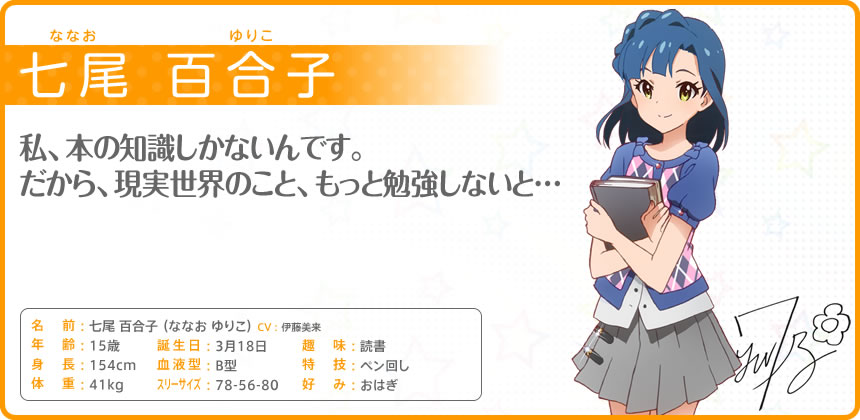 ななお ゆりこ
七尾 百合子
私、本の知識しかないんです。
だから、現実世界のこと、もっと勉強しないと…
名 前：七尾 百合子 (ななお ゆりこ) CV：伊藤美来
年 齢：15歳 誕生日：3月18日 趣 味：読書
身 長：154cm 血液型：B型 特 技：ペン回し
体 重：41kg ｽﾘｰｻｲｽﾞ：78-56-80 好 み：おはぎ